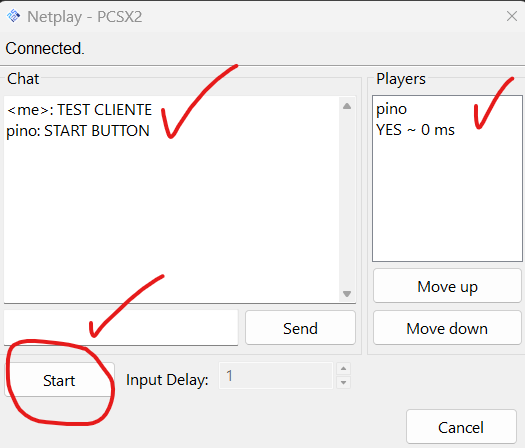 Netplay - PCSX2
Connected.
Chat
<me>: TEST CLIENTE
pino: START BUTTON
Players
pino
YES ~ 0 ms
Move up
Send
Move down
Start
Input Delay:
1
Cancel